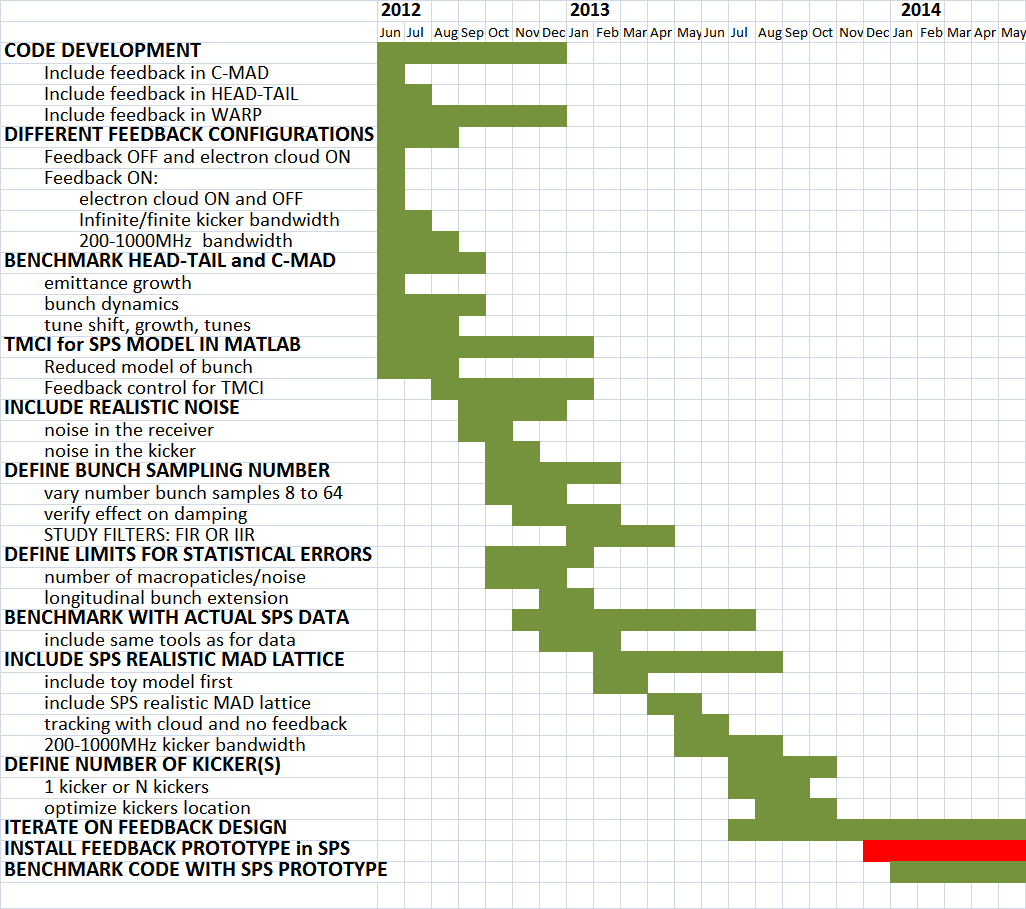 2012 2013 2014
Jun Jul Aug Sep Oct Nov Dec Jan Feb Mar Apr May Jun Jul Aug Sep Oct Nov Dec Jan Feb Mar Apr May
CODE DEVELOPMENT
Include feedback in C-MAD
Include feedback in HEAD-TAIL
Include feedback in WARP
DIFFERENT FEEDBACK CONFIGURATIONS
Feedback OFF and electron cloud ON
Feedback ON:
electron cloud ON and OFF
Infinite/finite kicker bandwidth
200-1000MHz bandwidth
BENCHMARK HEAD-TAIL and C-MAD
emittance growth
bunch dynamics
tune shift, growth, tunes
TMCI for SPS MODEL IN MATLAB
Reduced model of bunch
Feedback control for TMCI
INCLUDE REALISTIC NOISE
noise in the receiver
noise in the kicker
DEFINE BUNCH SAMPLING NUMBER
vary number bunch samples 8 to 64
verify effect on damping
STUDY FILTERS: FIR OR IIR
DEFINE LIMITS FOR STATISTICAL ERRORS
number of macropaticles/noise
longitudinal bunch extension
BENCHMARK WITH ACTUAL SPS DATA
include same tools as for data
INCLUDE SPS REALISTIC MAD LATTICE
include toy model first
include SPS realistic MAD lattice
tracking with cloud and no feedback
200-1000MHz kicker bandwidth
DEFINE NUMBER OF KICKER(S)
1 kicker or N kickers
optimize kickers location
ITERATE ON FEEDBACK DESIGN
INSTALL FEEDBACK PROTOTYPE in SPS
BENCHMARK CODE WITH SPS PROTOTYPE